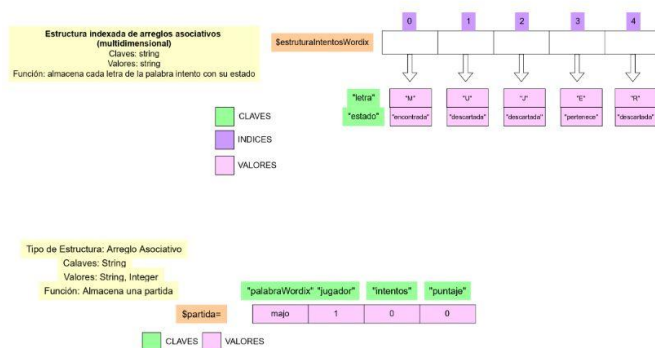 Estructura indexada de arreglos asociativos
(multidimensional)
Claves: string
Valores: string
Función: almacena cada letra de la palabra intento con su estado
$estruturaIntentosWordix
0 1 2 3 4
"letra" "M" "U" "J" "E" "R"
"estado" "encontrada" "descartada" "descartada" "pertenece" "descartada"
CLAVES
INDICES
VALORES
Tipo de Estructura: Arreglo Asociativo
Calaves: String
Valores: String, Integer
Función: Almacena una partida
"palabraWordix" "jugador" "intentos" "puntaje"
$partida= majo 1 0 0
CLAVES VALORES